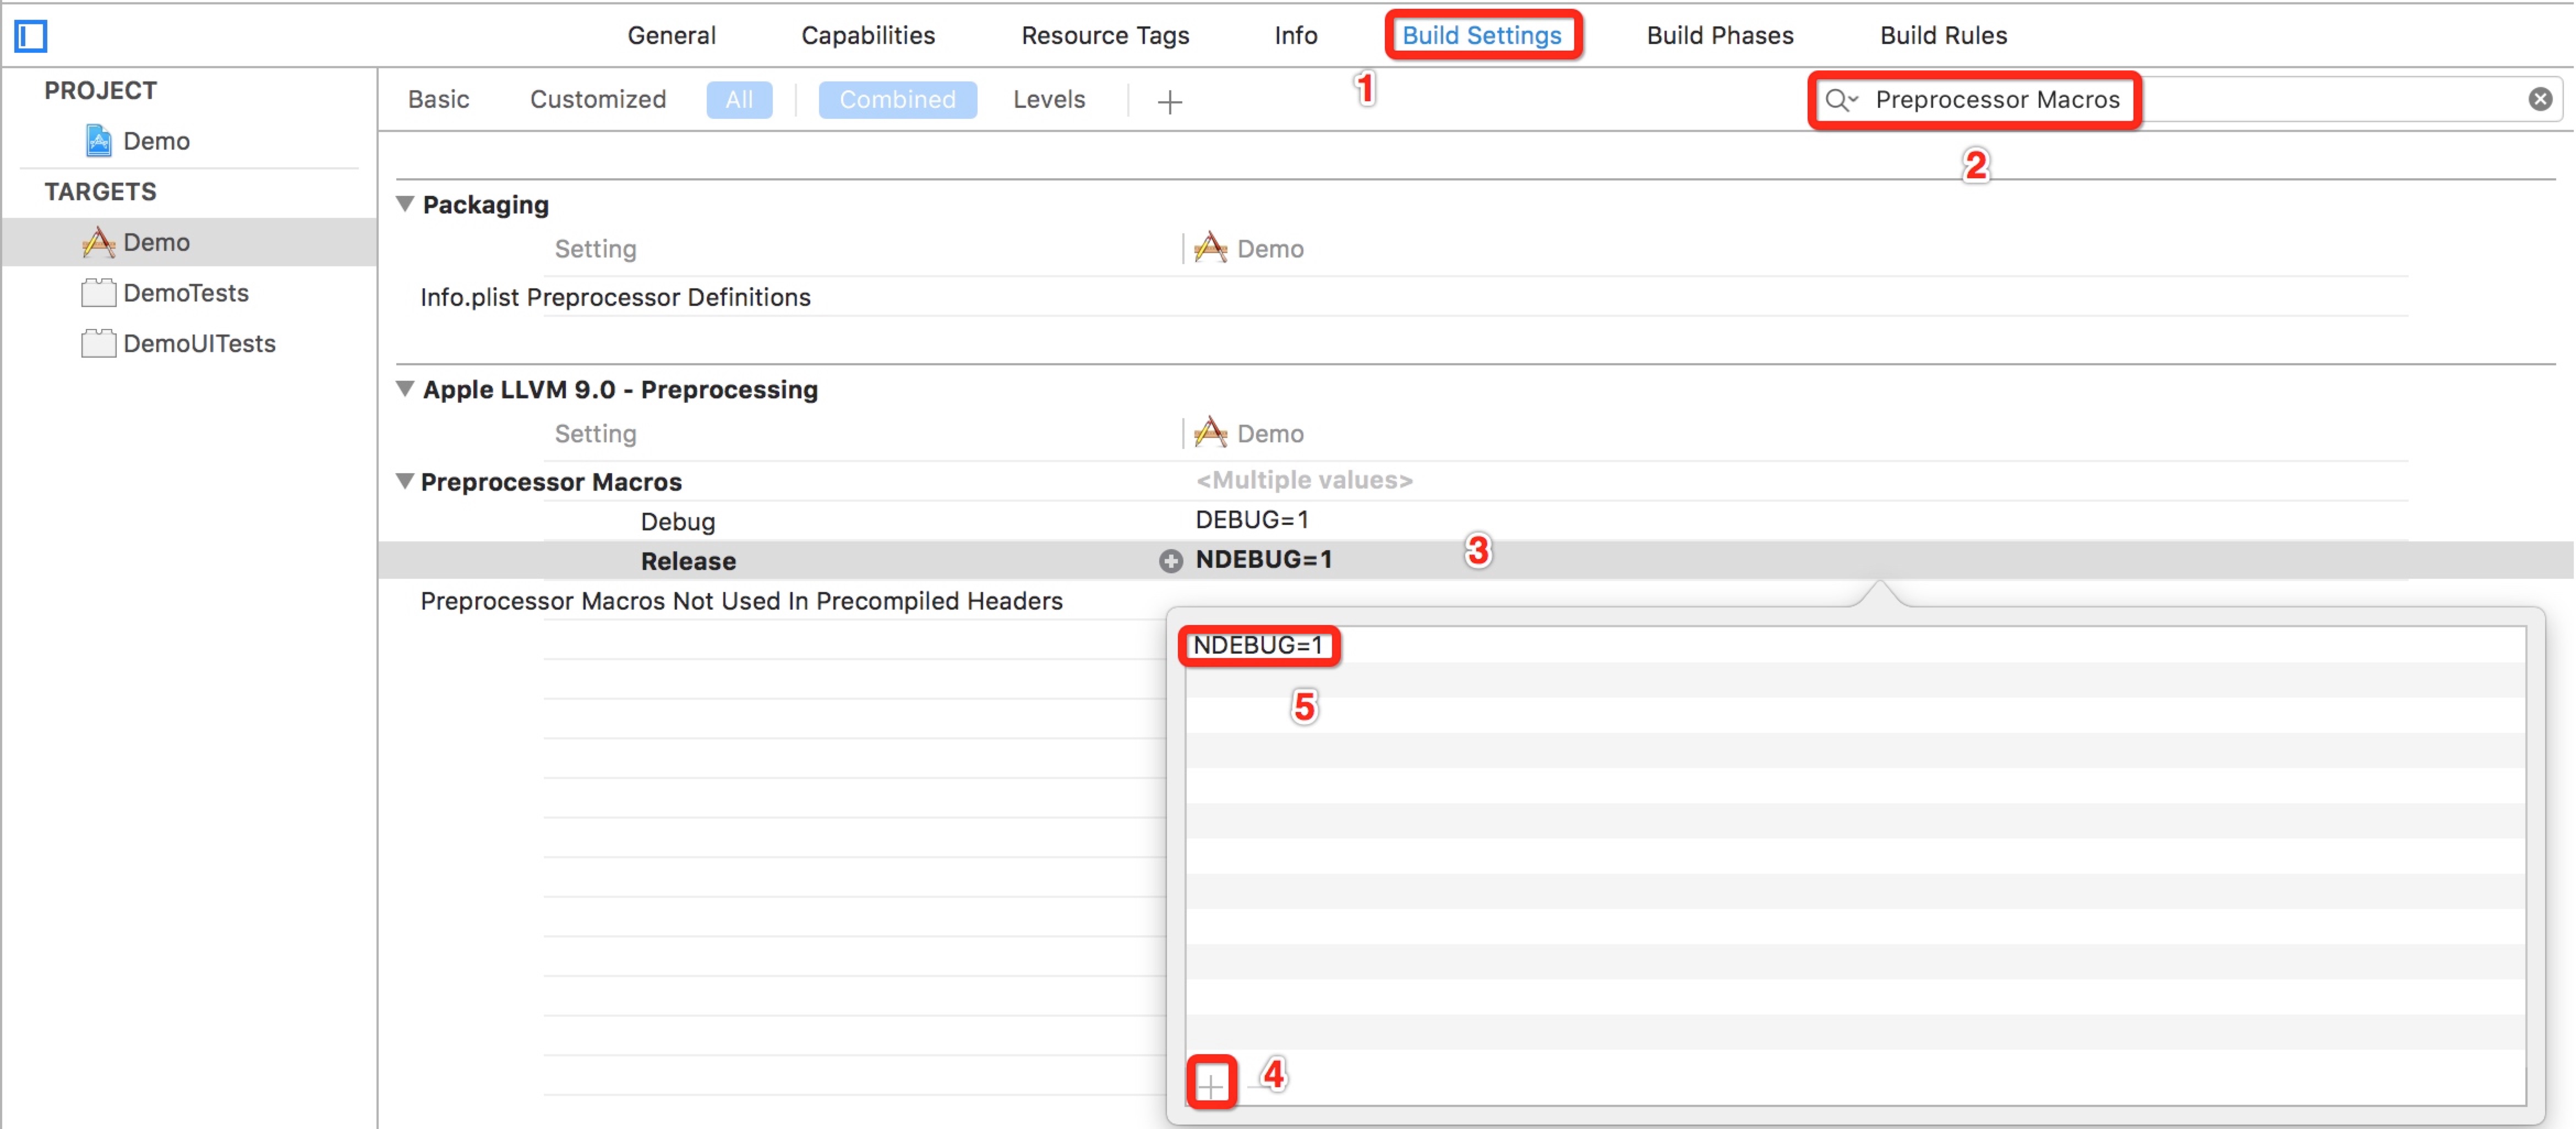 General Capabilities Resource Tags Info Build Settings Build Phases Build Rules
PROJECT
Demo
TARGETS
Demo
DemoTests
DemoUITests
Basic Customized All Combined Levels + 1 Preprocessor Macros
2
Packaging
Setting Demo
Info.plist Preprocessor Definitions
Apple LLVM 9.0 - Preprocessing
Setting Demo
Preprocessor Macros <Multiple values>
Debug DEBUG=1
Release NDEBUG=1 3
Preprocessor Macros Not Used In Precompiled Headers
NDEBUG=1
5
+ 4